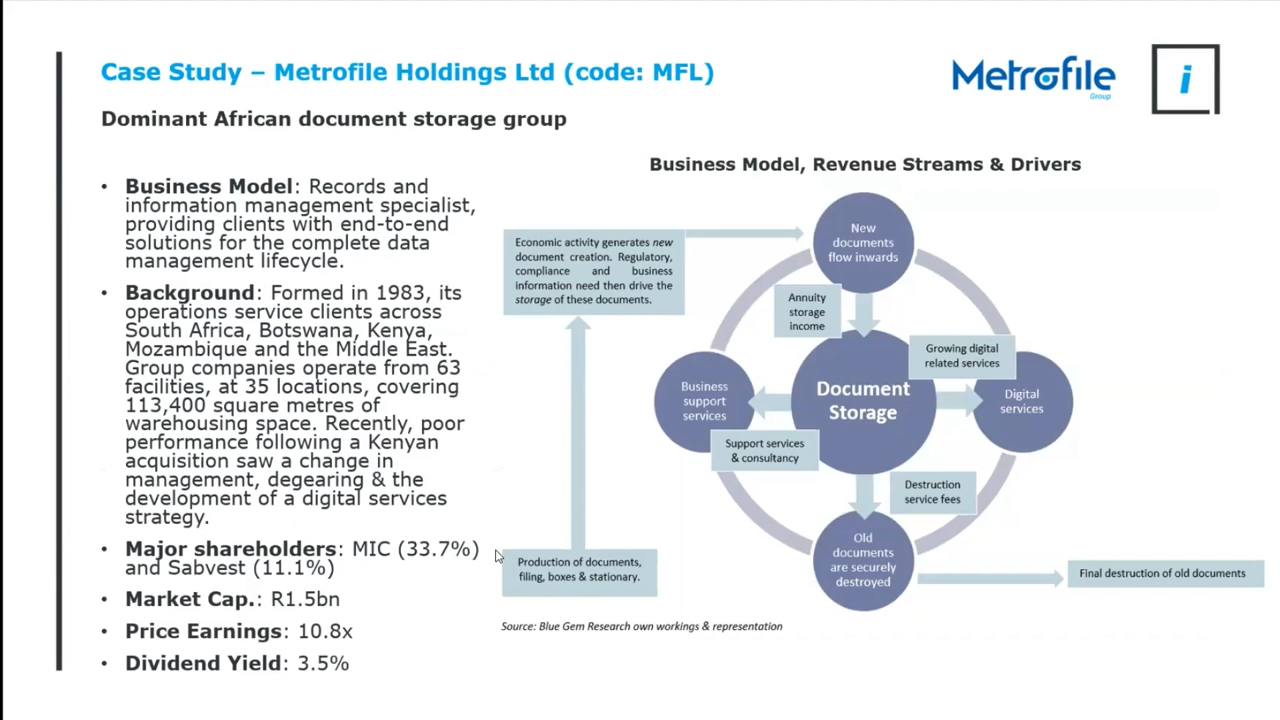 Case Study – Metrofile Holdings Ltd (code: MFL)
Metrofile
Group
i
Dominant African document storage group
• Business Model: Records and
information management specialist,
providing clients with end-to-end
solutions for the complete data
management lifecycle.
• Background: Formed in 1983, its
operations service clients across
South Africa, Botswana, Kenya,
Mozambique and the Middle East.
Group companies operate from 63
facilities, at 35 locations, covering
113,400 square metres of
warehousing space. Recently, poor
performance following a Kenyan
acquisition saw a change in
management, degearing & the
development of a digital services
strategy.
• Major shareholders: MIC (33.7%)
and Sabvest (11.1%)
• Market Cap.: R1.5bn
• Price Earnings: 10.8x
• Dividend Yield: 3.5%
Business Model, Revenue Streams & Drivers
Economic activity generates new
document creation. Regulatory,
compliance and business
information need then drive the
storage of these documents.
New
documents
flow inwards
Annuity
storage
income
Growing digital
related services
Business
support
services
Document
Storage
Digital
services
Support services
& consultancy
Destruction
service fees
Old
documents
are securely
destroyed
Production of documents,
filing, boxes & stationary.
Final destruction of old documents
Source: Blue Gem Research own workings & representation